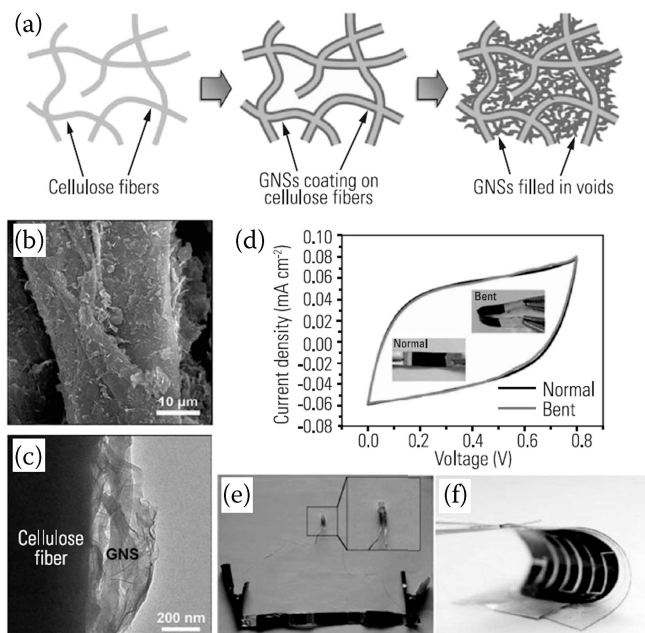 (a)
Cellulose fibers
GNSs coating on
cellulose fibers
GNSs filled in voids
(b)
10 μm
(c)
Cellulose
fiber
GNS
200 nm
(d)
Current density (mA cm⁻²)
0.10
0.08
0.06
0.04
0.02
0.00
-0.02
-0.04
-0.06
-0.08
Bent
Normal
Normal
Bent
0.0 0.2 0.4 0.6 0.8
Voltage (V)
(e)
(f)